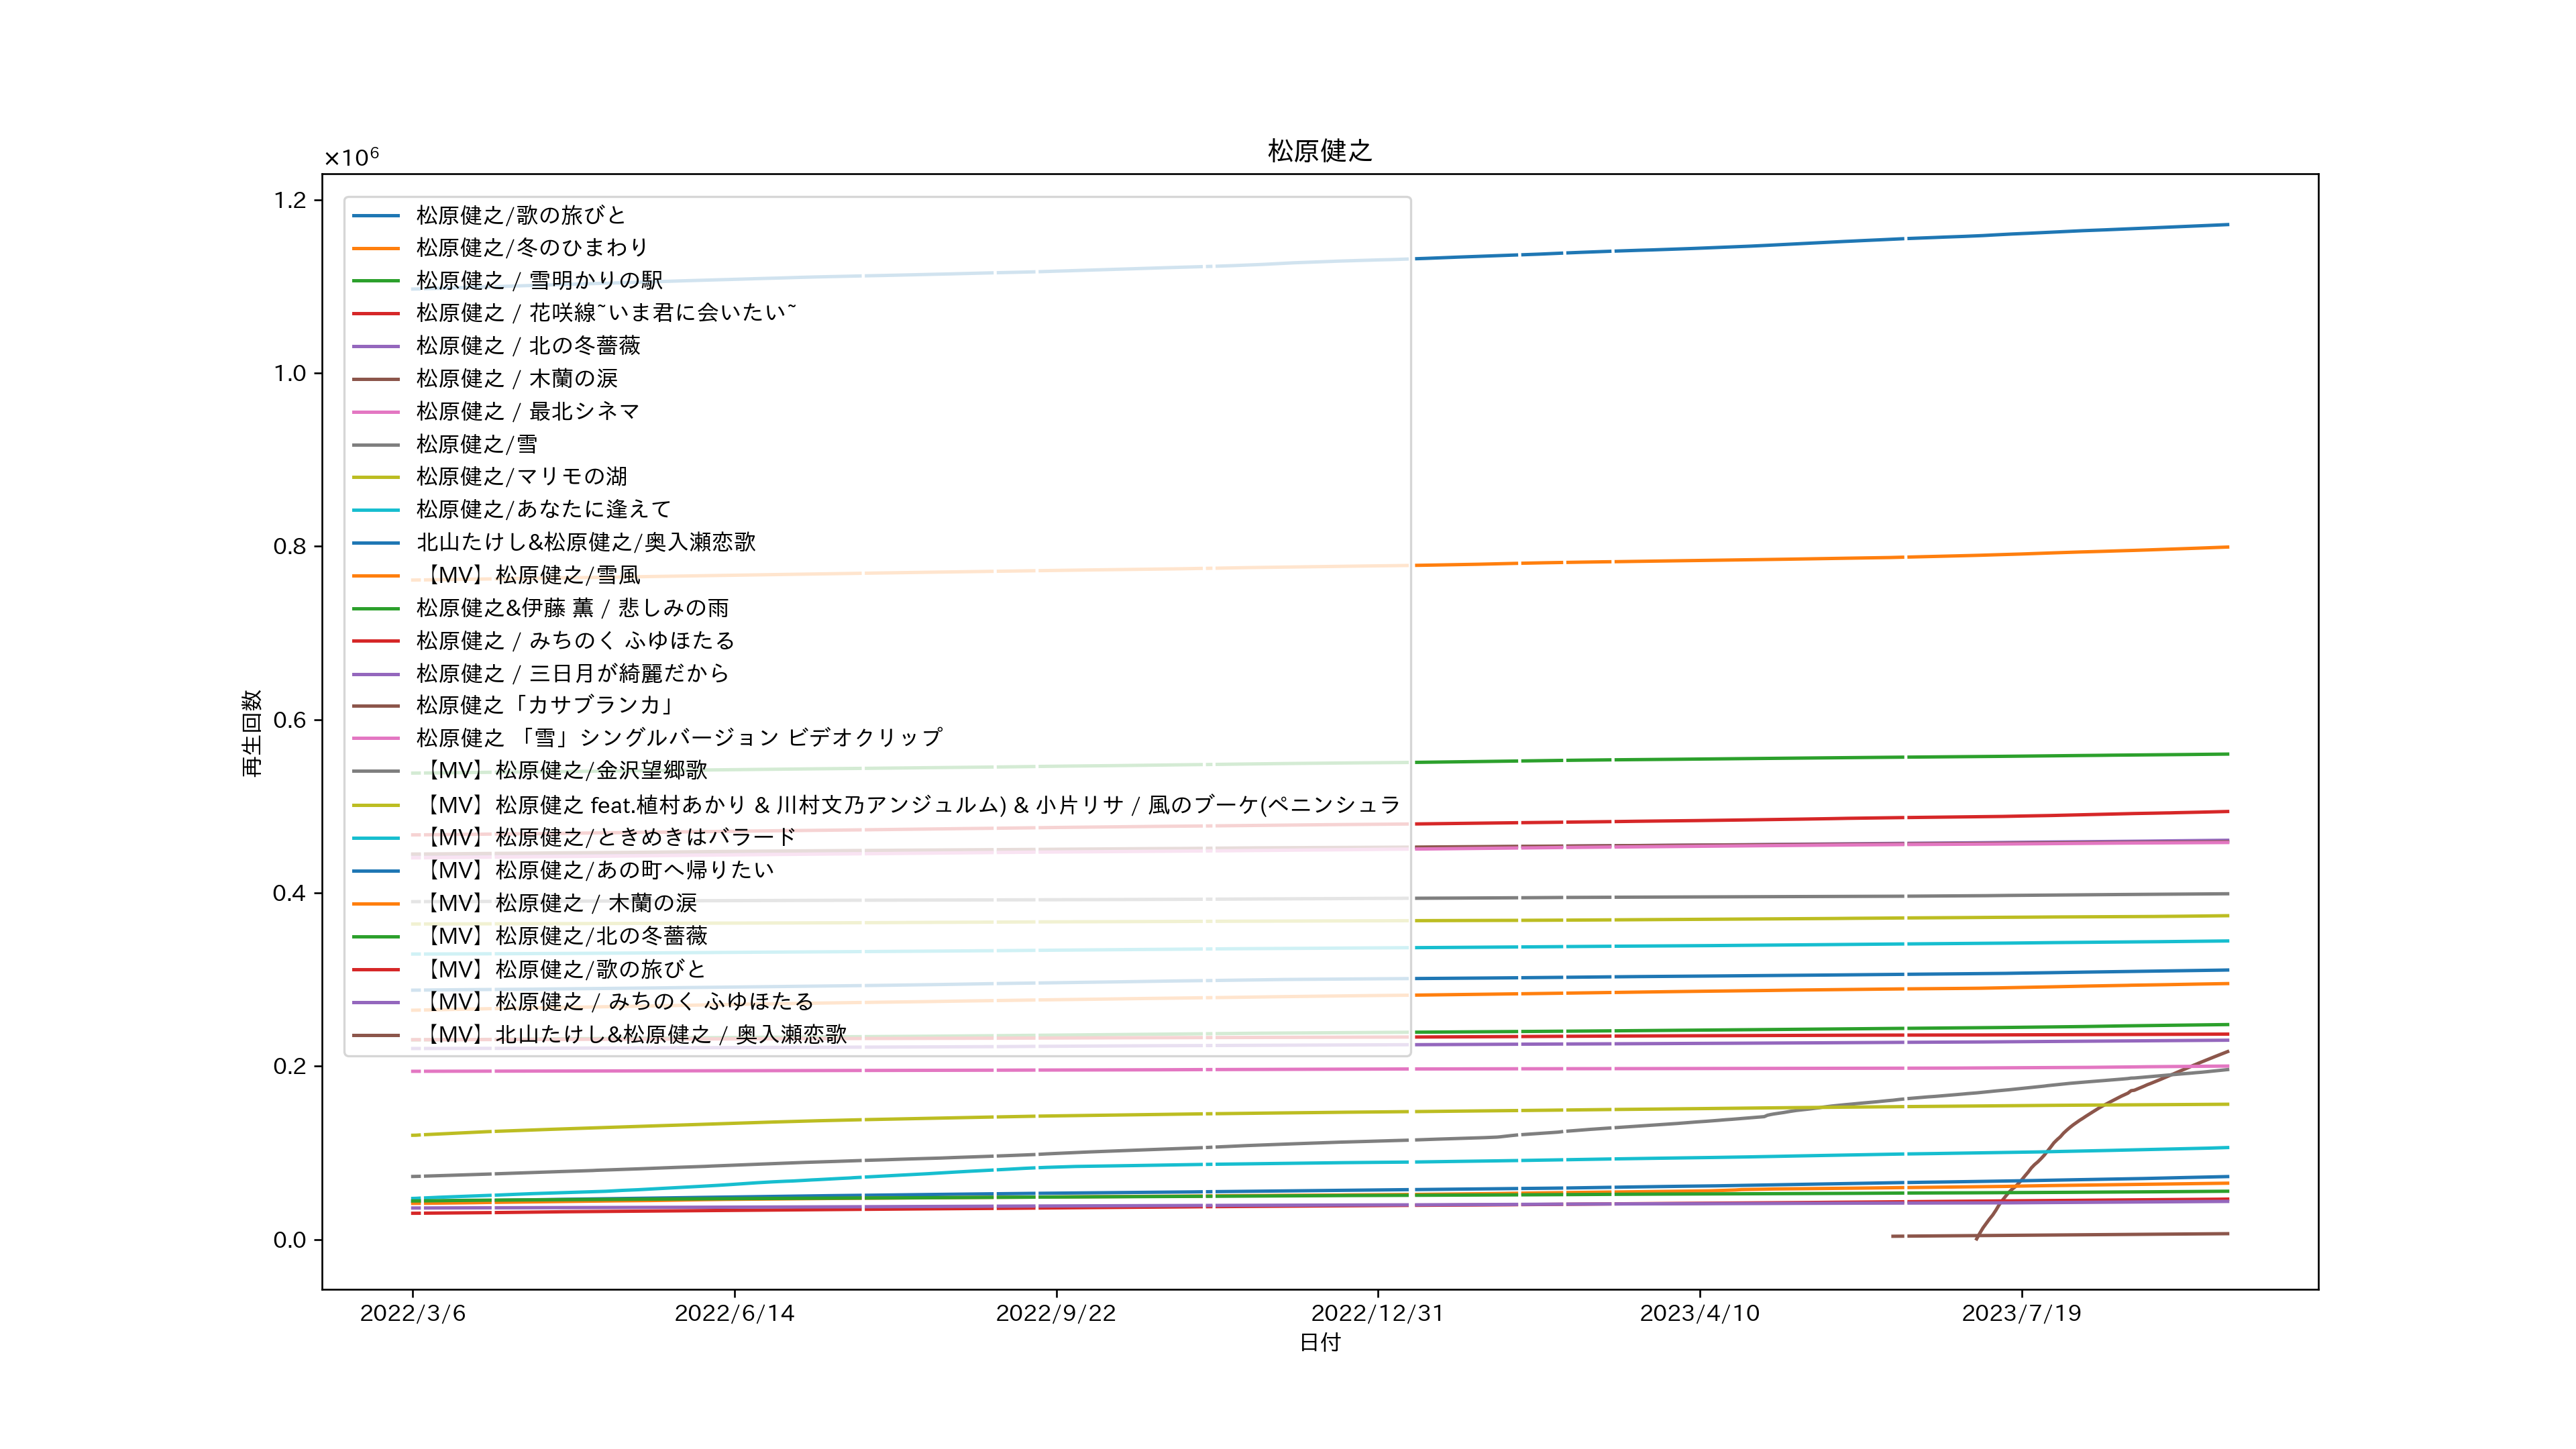 松原健之
×10⁶
1.2
1.0
0.8
0.6
0.4
0.2
0.0
再生回数
松原健之/歌の旅びと
松原健之/冬のひまわり
松原健之 / 雪明かりの駅
松原健之 / 花咲線~いま君に会いたい~
松原健之 / 北の冬薔薇
松原健之 / 木蘭の涙
松原健之 / 最北シネマ
松原健之/雪
松原健之/マリモの湖
松原健之/あなたに逢えて
北山たけし&松原健之/奥入瀬恋歌
【MV】松原健之/雪風
松原健之&伊藤 薫 / 悲しみの雨
松原健之 / みちのく ふゆほたる
松原健之 / 三日月が綺麗だから
松原健之「カサブランカ」
松原健之 「雪」シングルバージョン ビデオクリップ
【MV】松原健之/金沢望郷歌
【MV】松原健之 feat.植村あかり & 川村文乃アンジュルム) & 小片リサ / 風のブーケ(ペニンシュラ
【MV】松原健之/ときめきはバラード
【MV】松原健之/あの町へ帰りたい
【MV】松原健之 / 木蘭の涙
【MV】松原健之/北の冬薔薇
【MV】松原健之/歌の旅びと
【MV】松原健之 / みちのく ふゆほたる
【MV】北山たけし&松原健之 / 奥入瀬恋歌
2022/3/6
2022/6/14
2022/9/22
2022/12/31
2023/4/10
2023/7/19
日付